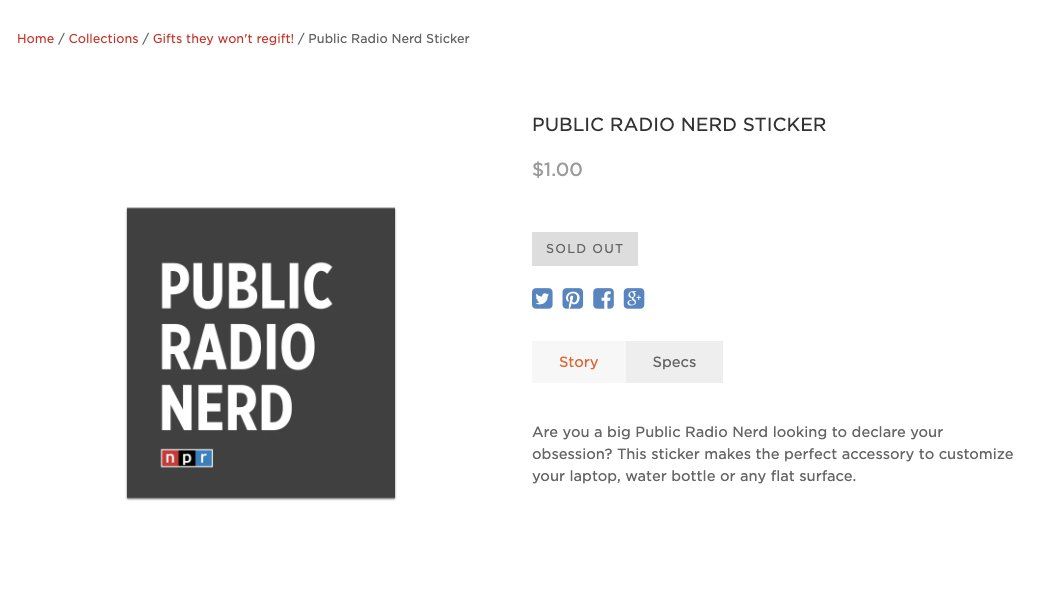 Home / Collections / Gifts they won't regift! / Public Radio Nerd Sticker
PUBLIC RADIO NERD STICKER
$1.00
SOLD OUT
g+
Story Specs
Are you a big Public Radio Nerd looking to declare your
obsession? This sticker makes the perfect accessory to customize
your laptop, water bottle or any flat surface.
PUBLIC
RADIO
NERD
npr